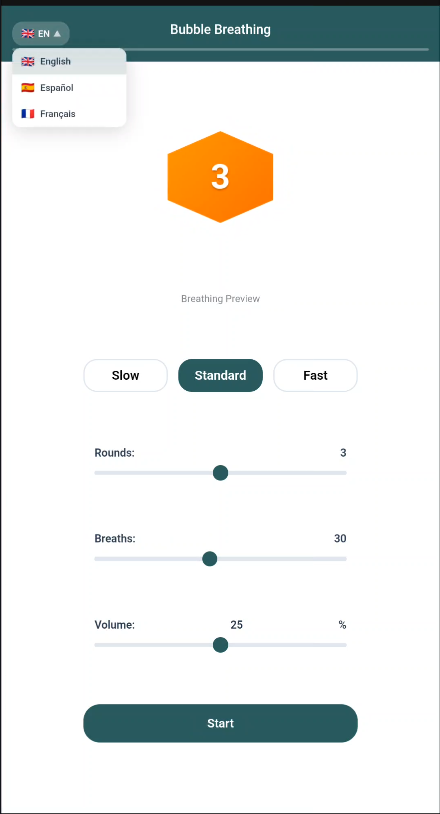 EN
Bubble Breathing
English
Español
Français
3
Breathing Preview
Slow Standard Fast
Rounds: 3
Breaths: 30
Volume: 25 %
Start